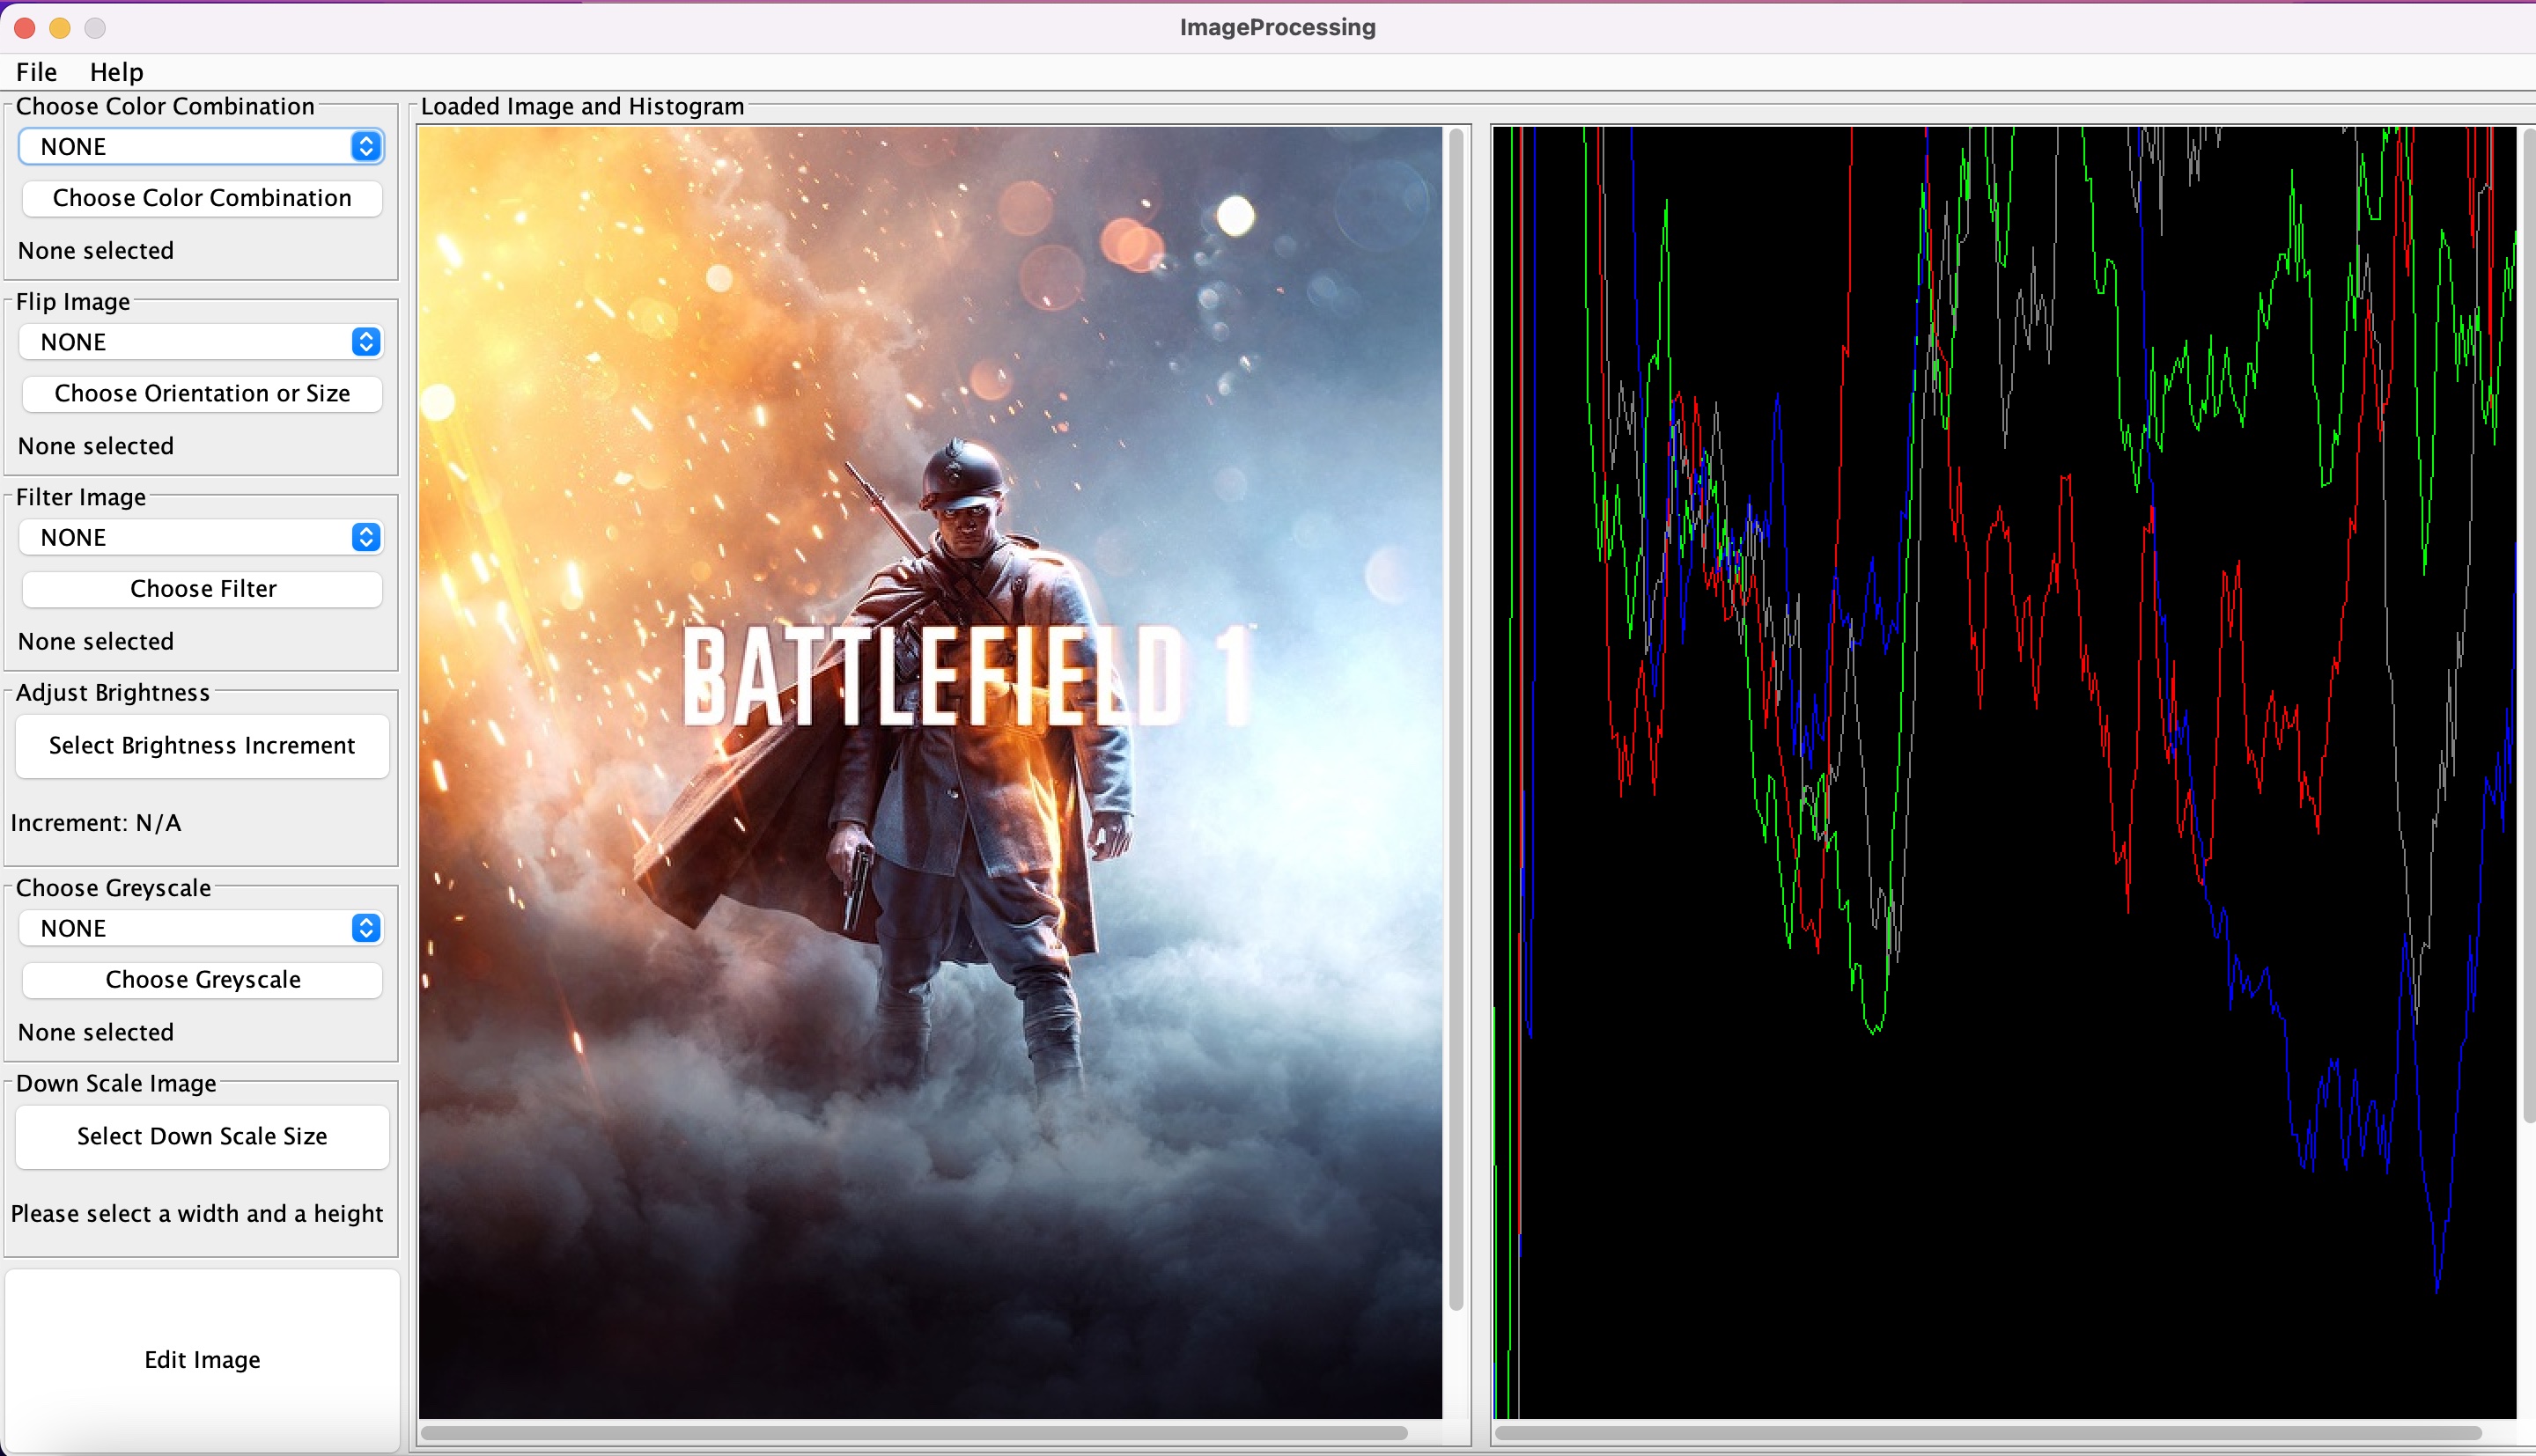 ImageProcessing
File Help
Choose Color Combination
NONE
Choose Color Combination
None selected
Flip Image
NONE
Choose Orientation or Size
None selected
Filter Image
NONE
Choose Filter
None selected
Adjust Brightness
Select Brightness Increment
Increment: N/A
Choose Greyscale
NONE
Choose Greyscale
None selected
Down Scale Image
Select Down Scale Size
Please select a width and a height
Edit Image
Loaded Image and Histogram
BATTLEFIELD 1™